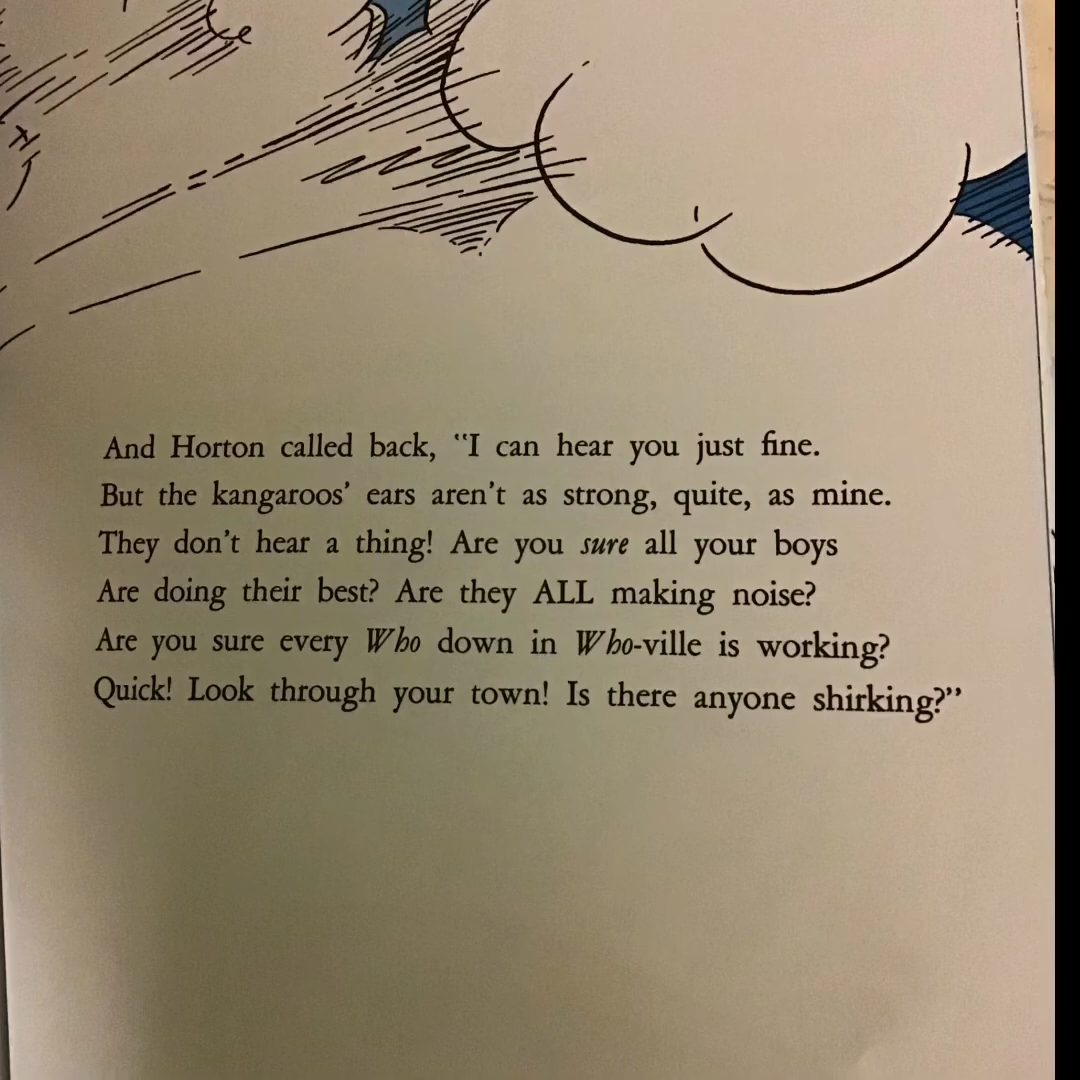 And Horton called back, “I can hear you just fine.
But the kangaroos’ ears aren’t as strong, quite, as mine.
They don’t hear a thing! Are you sure all your boys
Are doing their best? Are they ALL making noise?
Are you sure every Who down in Who-ville is working?
Quick! Look through your town! Is there anyone shirking?”